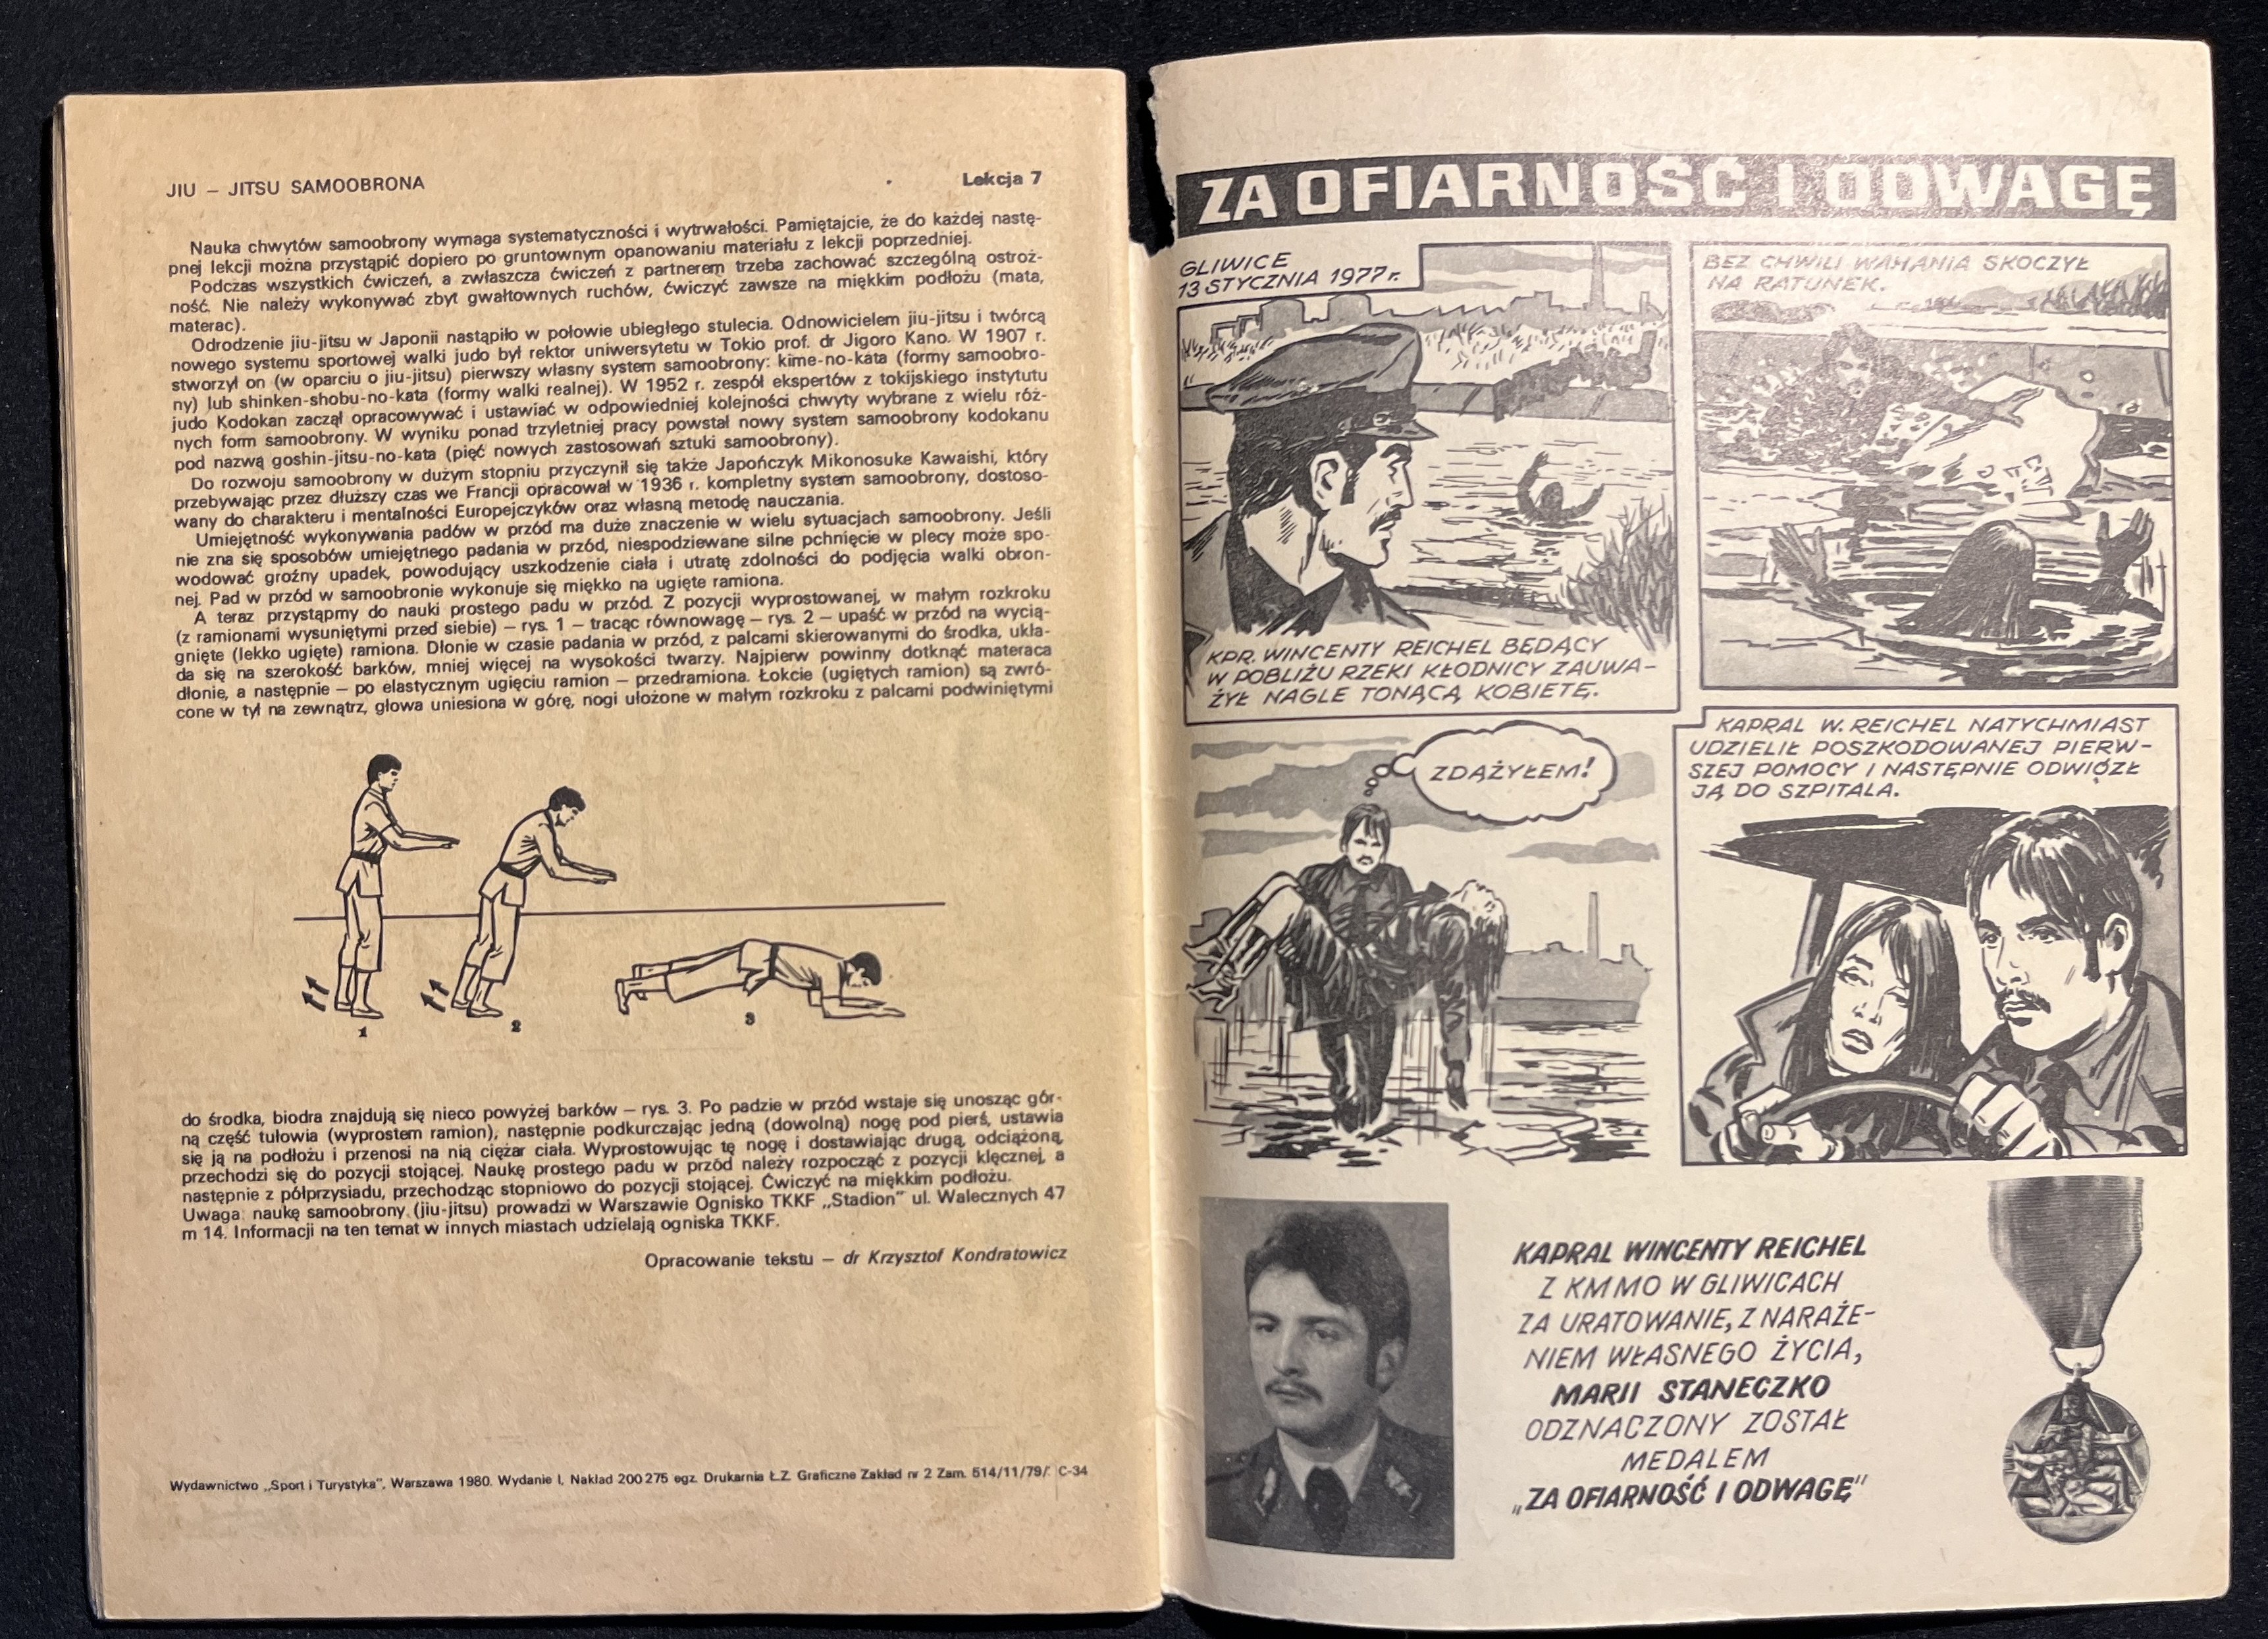 JIU – JITSU SAMOOBRONA
Lekcja 7
Nauka chwytów samoobrony wymaga systematyczności i wytrwałości. Pamiętajcie, że do każdej nastę-
pnej lekcji można przystąpić dopiero po gruntownym opanowaniu materiału z lekcji poprzedniej.
Podczas wszystkich ćwiczeń, a zwłaszcza ćwiczeń z partnerem trzeba zachować szczególną ostroż-
ność. Nie należy wykonywać zbyt gwałtownych ruchów, ćwiczyć zawsze na miękkim podłożu (mata,
materac).
Odrodzenie jiu-jitsu w Japonii nastąpiło w połowie ubiegłego stulecia. Odnowicielem jiu-jitsu i twórcą
nowego systemu sportowej walki judo był rektor uniwersytetu w Tokio prof. dr Jigoro Kano. W 1907 r.
stworzył on (w oparciu o jiu-jitsu) pierwszy własny system samoobrony: kime-no-kata (formy samoobro-
ny) lub shinken-shobu-no-kata (formy walki realnej). W 1952 r. zespół ekspertów z tokijskiego instytutu
judo Kodokan zaczął opracowywać i ustawiać w odpowiedniej kolejności chwyty wybrane z wielu róż-
nych form samoobrony. W wyniku ponad trzyletniej pracy powstał nowy system samoobrony kodokanu
pod nazwą goshin-jitsu-no-kata (pięć nowych zastosowań sztuki samoobrony).
Do rozwoju samoobrony w dużym stopniu przyczynił się także Japończyk Mikonosuke Kawaishi, który
przebywając przez dłuższy czas we Francji opracował w 1936 r. kompletny system samoobrony, dostoso-
wany do charakteru i mentalności Europejczyków oraz własną metodę nauczania.
Umiejętność wykonywania padów w przód ma duże znaczenie w wielu sytuacjach samoobrony. Jeśli
nie zna się sposobów umiejętnego padania w przód, niespodziewane silne pchnięcie w plecy może spo-
wodować groźny upadek, powodujący uszkodzenie ciała i utratę zdolności do podjęcia walki obron-
nej. Pad w przód w samoobronie wykonuje się miękko na ugięte ramiona.
A teraz przystąpmy do nauki prostego padu w przód. Z pozycji wyprostowanej, w małym rozkroku
(z ramionami wysuniętymi przed siebie) – rys. 1 – tracąc równowagę – rys. 2 – upaść w przód na wycią-
gnięte (lekko ugięte) ramiona. Dłonie w czasie padania w przód, z palcami skierowanymi do środka, ukła-
da się na szerokość barków, mniej więcej na wysokości twarzy. Najpierw powinny dotknąć materaca
dłonie, a następnie – po elastycznym ugięciu ramion – przedramiona. Łokcie (ugiętych ramion) są zwró-
cone w tył na zewnątrz, głowa uniesiona w górę, nogi ułożone w małym rozkroku z palcami podwiniętymi
1
2
3
do środka, biodra znajdują się nieco powyżej barków – rys. 3. Po padzie w przód wstaje się unosząc gór-
ną część tułowia (wyprostem ramion), następnie podkurczając jedną (dowolną) nogę pod pierś, ustawia
się ją na podłożu i przenosi na nią ciężar ciała. Wyprostowując tę nogę i dostawiając drugą, odciążoną,
przechodzi się do pozycji stojącej. Naukę prostego padu w przód należy rozpocząć z pozycji klęcznej, a
następnie z półprzysiadu, przechodząc stopniowo do pozycji stojącej. Ćwiczyć na miękkim podłożu.
Uwaga: naukę samoobrony (jiu-jitsu) prowadzi w Warszawie Ognisko TKKF „Stadion” ul. Walecznych 47
m 14. Informacji na ten temat w innych miastach udzielają ogniska TKKF.
Opracowanie tekstu – dr Krzysztof Kondratowicz
Wydawnictwo „Sport i Turystyka”, Warszawa 1980. Wydanie I, Nakład 200 275 egz. Drukarnia Ł.Z. Graficzne Zakład nr 2 Zam. 514/11/79/. C-34
ZA OFIARNOŚĆ I ODWAGĘ
GLIWICE
13 STYCZNIA 1977 r.
KPR. WINCENTY REICHEL BĘDĄCY
W POBLIŻU RZEKI KŁODNICY ZAUWA-
ŻYŁ NAGLE TONĄCĄ KOBIETĘ.
BEZ CHWILI WAHANIA SKOCZYŁ
NA RATUNEK.
ZDĄŻYŁEM!
KAPRAL W. REICHEL NATYCHMIAST
UDZIELIŁ POSZKODOWANEJ PIERW-
SZEJ POMOCY I NASTĘPNIE ODWIÓZŁ
JĄ DO SZPITALA.
KAPRAL WINCENTY REICHEL
Z KMMO W GLIWICACH
ZA URATOWANIE, Z NARAŻE-
NIEM WŁASNEGO ŻYCIA,
MARII STANECZKO
ODZNACZONY ZOSTAŁ
MEDALEM
„ZA OFIARNOŚĆ I ODWAGĘ”